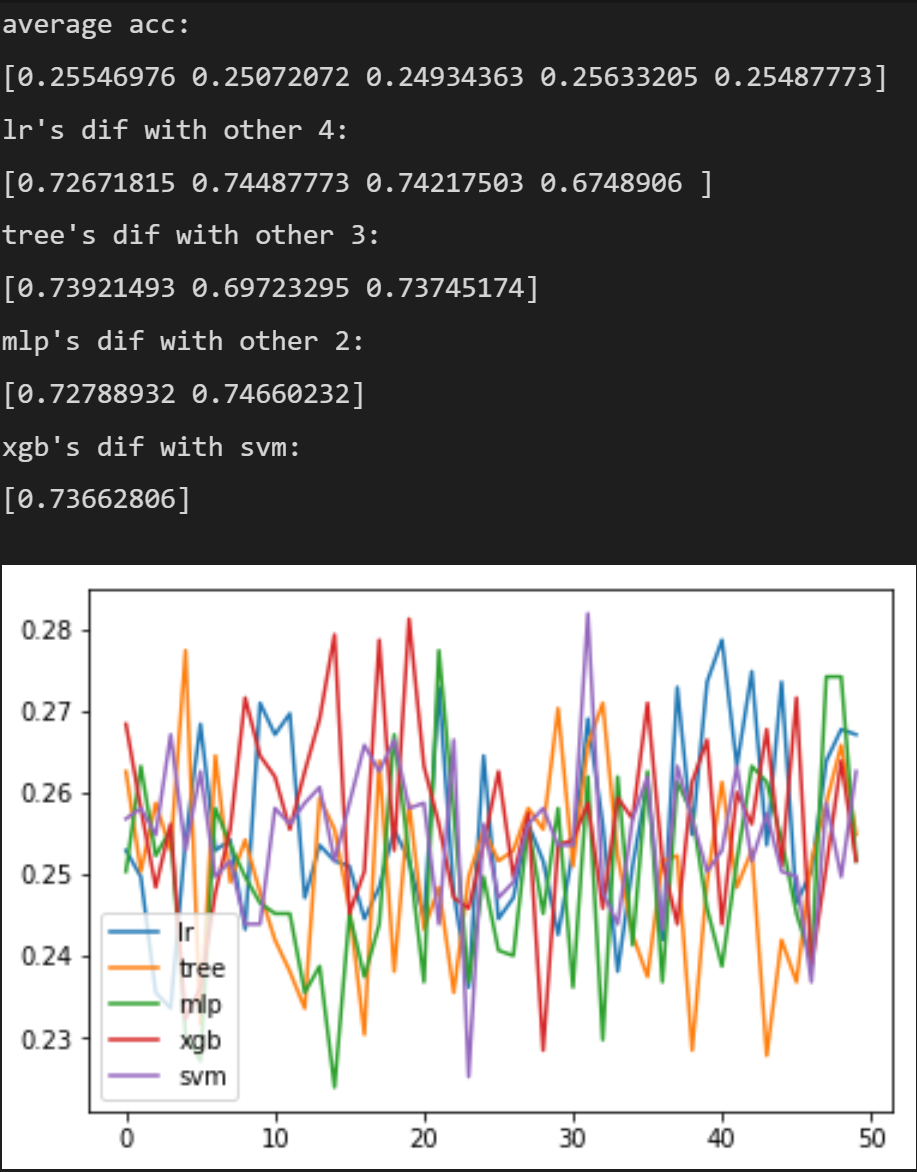 average acc:
[0.25546976 0.25072072 0.24934363 0.25633205 0.25487773]
lr's dif with other 4:
[0.72671815 0.74487773 0.74217503 0.6748906 ]
tree's dif with other 3:
[0.73921493 0.69723295 0.73745174]
mlp's dif with other 2:
[0.72788932 0.74660232]
xgb's dif with svm:
[0.73662806]
0.28
0.27
0.26
0.25
0.24
0.23
lr
tree
mlp
xgb
svm
0 10 20 30 40 50